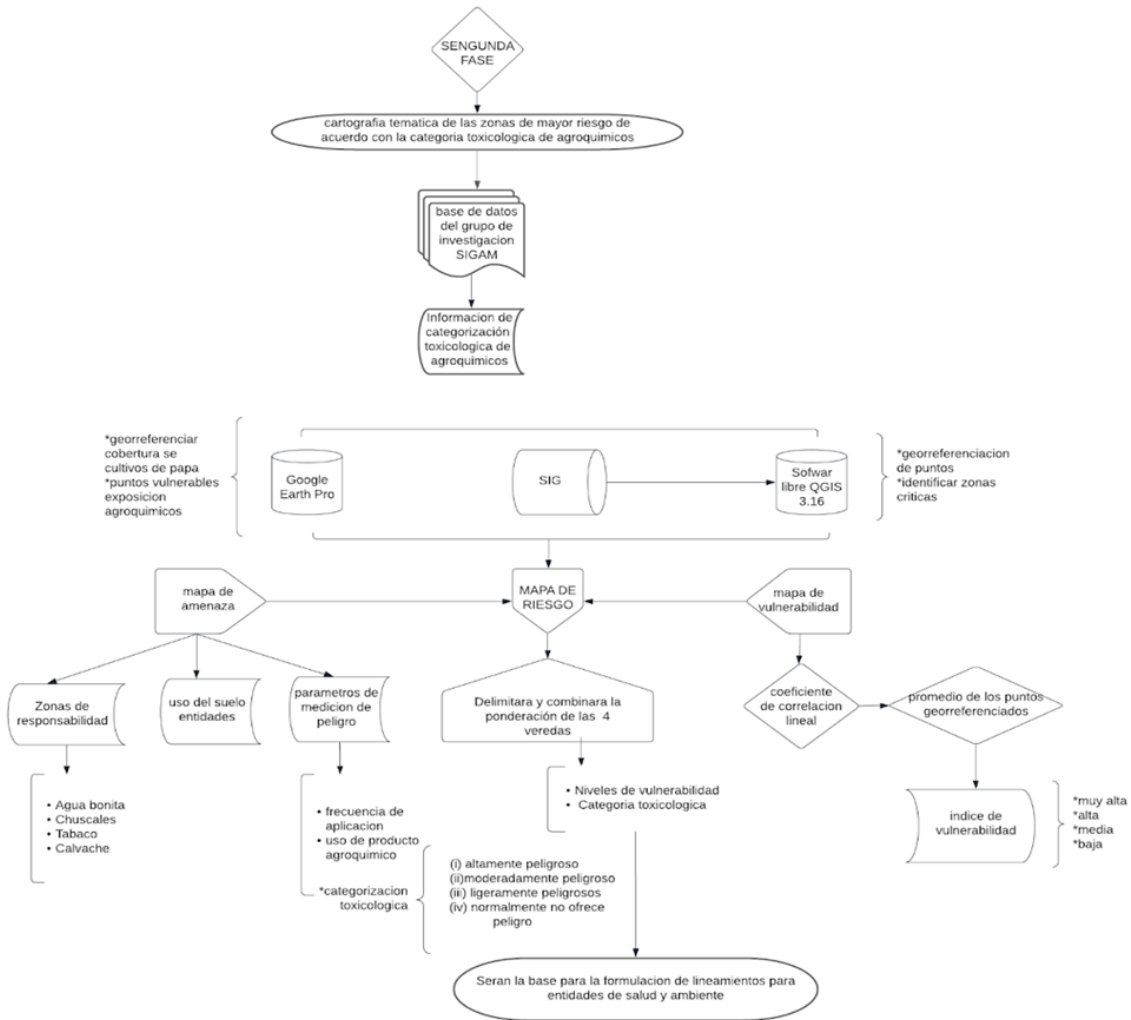 SENGUNDA
FASE
cartografia tematica de las zonas de mayor riesgo de
acuerdo con la categoria toxicologica de agroquimicos
base de datos
del grupo de
investigacion
SIGAM
Informacion de
categorización
toxicologica de
agroquimicos
*georreferenciar
cobertura se
cultivos de papa
*puntos vulnerables
exposicion
agroquimicos
Google
Earth Pro
SIG
Sofwar
libre QGIS
3.16
*georreferenciacion
de puntos
*identificar zonas
criticas
mapa de
amenaza
MAPA DE
RIESGO
mapa de
vulnerabilidad
Zonas de
responsabilidad
uso del suelo
entidades
parametros de
medicion de
peligro
Delimitara y combinara la
ponderación de las 4
veredas
coeficiente
de correlacion
lineal
promedio de los puntos
georreferenciados
• Agua bonita
• Chuscales
• Tabaco
• Calvache
• frecuencia de
aplicacion
• uso de producto
agroquimico
*categorizacion
toxicologica
(i) altamente peligroso
(ii)moderadamente peligroso
(iii) ligeramente peligrosos
(iv) normalmente no ofrece
peligro
• Niveles de vulnerabilidad
• Categoria toxicologica
indice de
vulnerabilidad
*muy alta
*alta
*media
*baja
Seran la base para la formulacion de lineamientos para
entidades de salud y ambiente